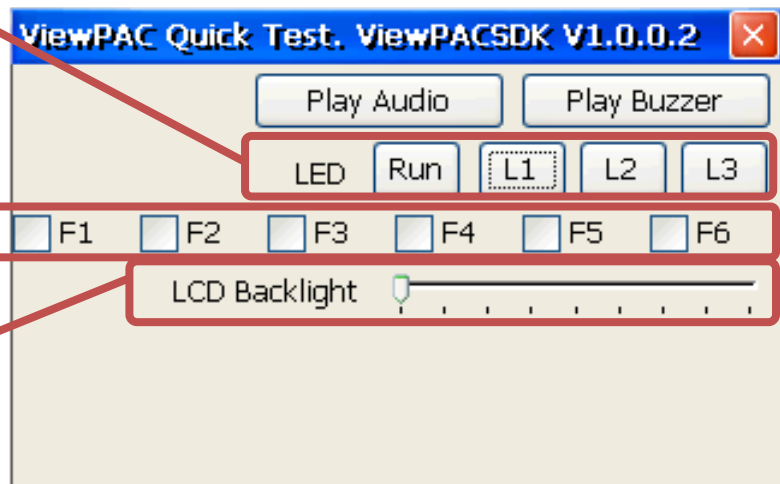 ViewPAC Quick Test. ViewPACSDK V1.0.0.2
Play Audio Play Buzzer
LED Run L1 L2 L3
F1 F2 F3 F4 F5 F6
LCD Backlight